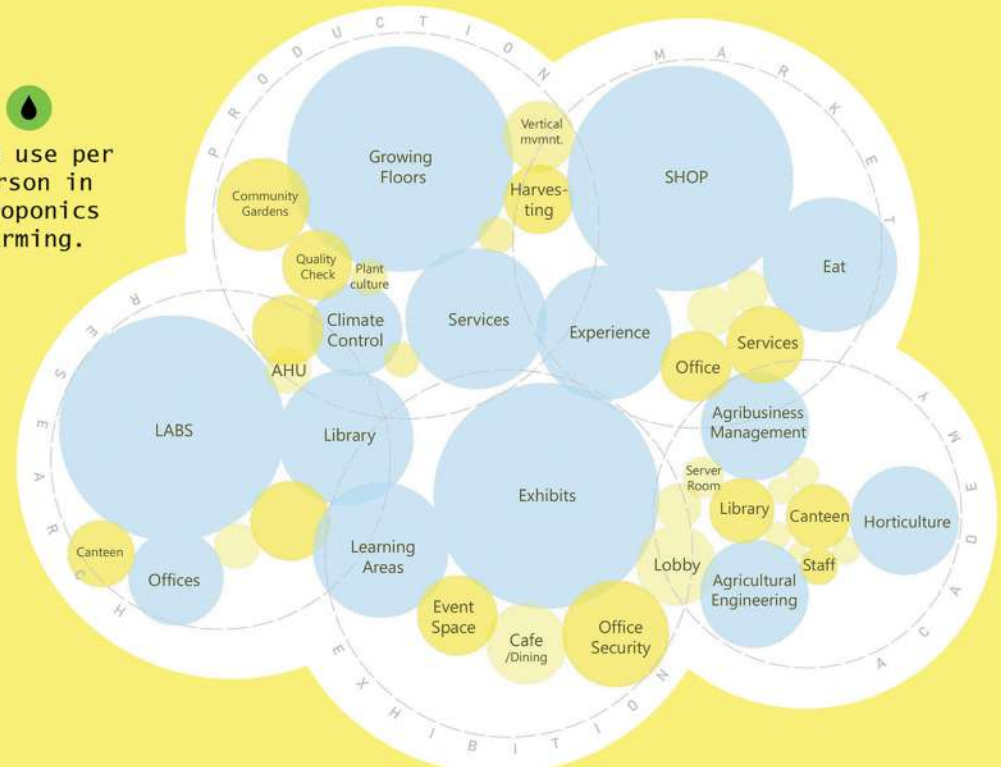 use per
rson in
oponics
rming.
PRODUCTION
MARKET
RESEARCH
EXHIBITION
ACADEMY
Growing
Floors
Vertical
mvmnt.
Harves-
ting
Community
Gardens
Quality
Check
Plant
culture
Climate
Control
AHU
Services
SHOP
Eat
Experience
Services
Office
LABS
Library
Canteen
Offices
Learning
Areas
Exhibits
Event
Space
Cafe
/Dining
Office
Security
Lobby
Agribusiness
Management
Server
Room
Library
Canteen
Staff
Horticulture
Agricultural
Engineering